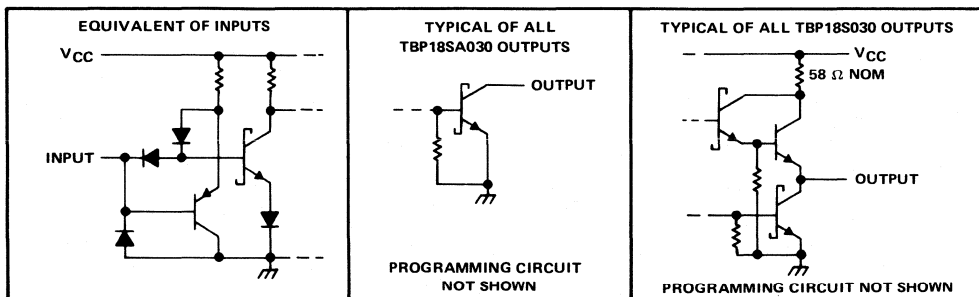 EQUIVALENT OF INPUTS
VCC
INPUT
TYPICAL OF ALL
TBP18SA030 OUTPUTS
OUTPUT
PROGRAMMING CIRCUIT
NOT SHOWN
TYPICAL OF ALL TBP18S030 OUTPUTS
VCC
58 Ω NOM
OUTPUT
PROGRAMMING CIRCUIT NOT SHOWN